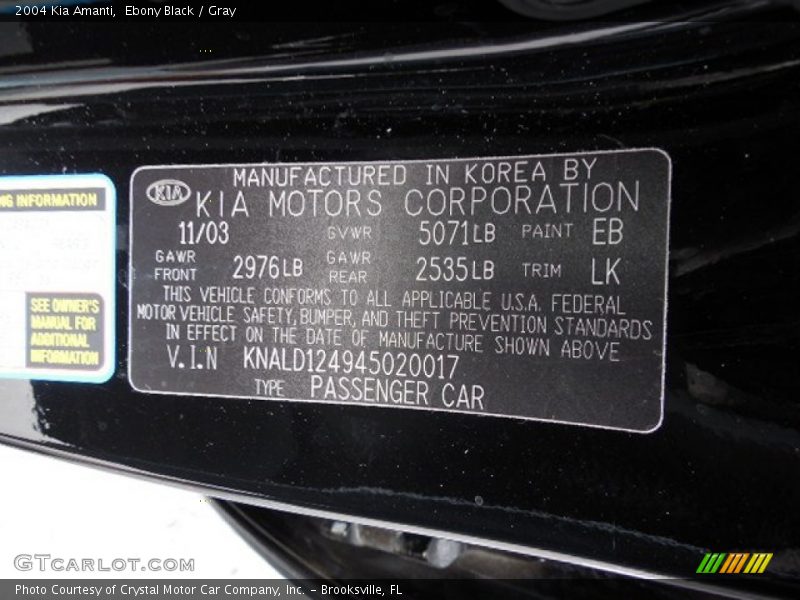 2004 Kia Amanti,  Ebony Black / Gray
INFORMATION
SEE OWNER'S
MANUAL FOR
ADDITIONAL
INFORMATION
MANUFACTURED IN KOREA BY
KIA KIA MOTORS CORPORATION
11/03 GVWR 5071LB PAINT EB
GAWR FRONT 2976LB GAWR REAR 2535LB TRIM LK
THIS VEHICLE CONFORMS TO ALL APPLICABLE U.S.A. FEDERAL
MOTOR VEHICLE SAFETY, BUMPER, AND THEFT PREVENTION STANDARDS
IN EFFECT ON THE DATE OF MANUFACTURE SHOWN ABOVE
V.I.N KNALD124945020017
TYPE PASSENGER CAR
GTCarLot.com
Photo Courtesy of Crystal Motor Car Company, Inc. - Brooksville, FL